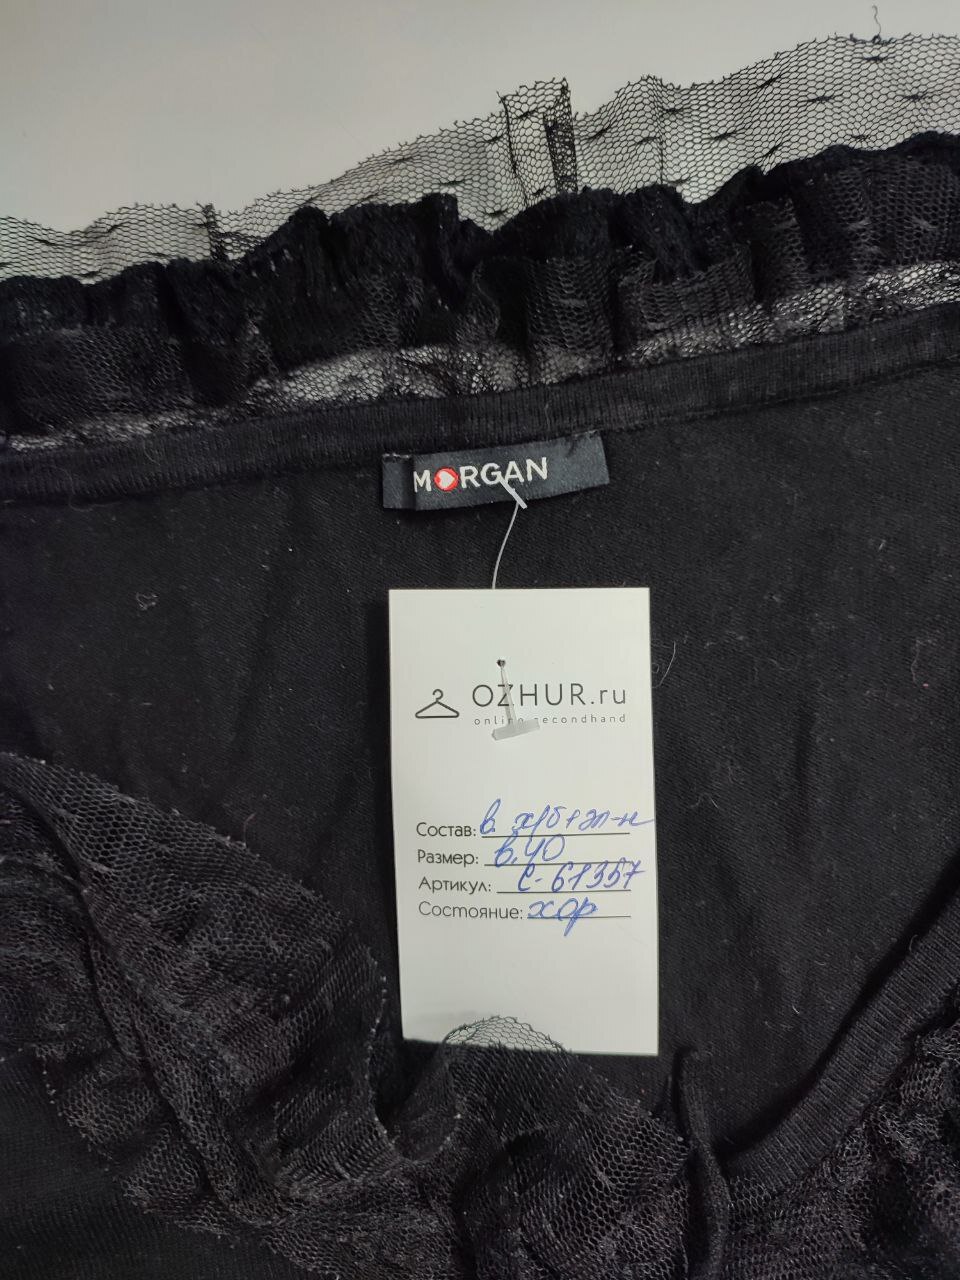 MORGAN
OZHUR.ru
online secondhand
Состав: в. х/б+эл-н
Размер: в. 40
Артикул: С-61357
Состояние: хор